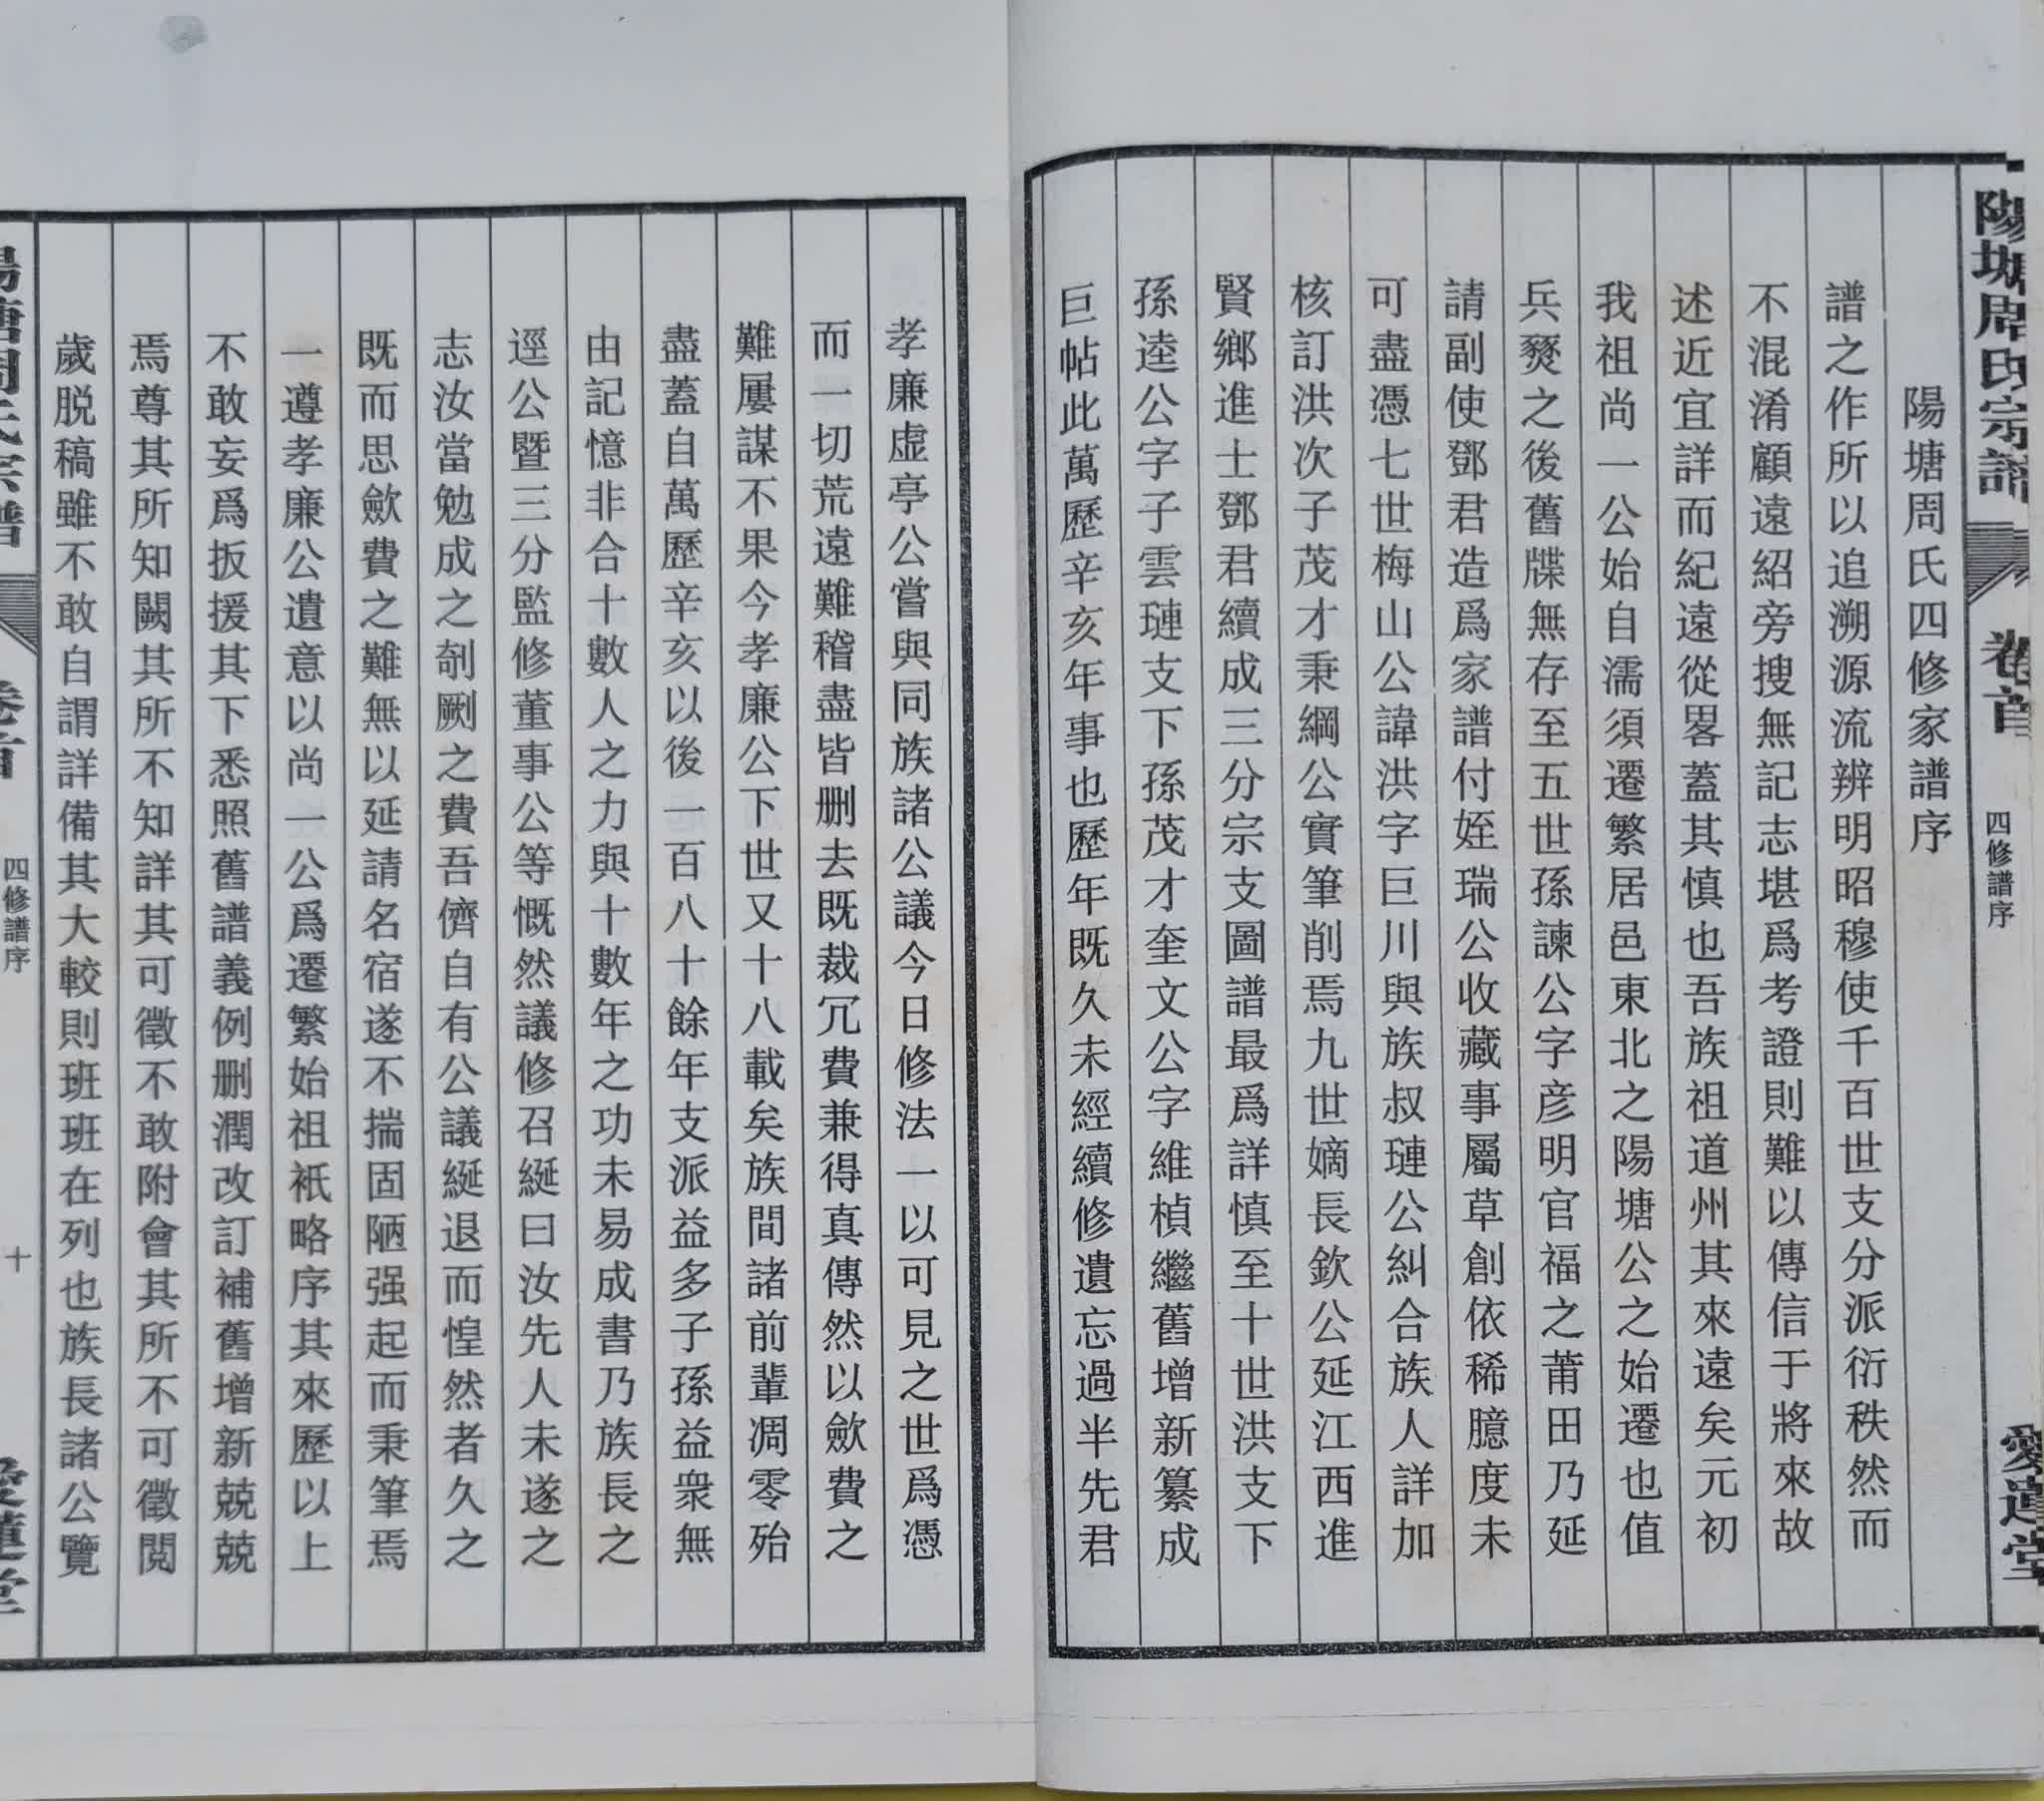 陽塘周氏宗譜
卷首
四修譜序
愛蓮堂
陽塘周氏四修家譜序
譜之作所以追溯源流辨明昭穆使千百世支分派衍秩然而
不混淆顧遠紹旁搜無記志堪爲考證則難以傳信于將來故
述近宜詳而紀遠從畧蓋其慎也吾族祖道州其來遠矣元初
我祖尚一公始自濡須遷繁居邑東北之陽塘公之始遷也值
兵燹之後舊牒無存至五世孫諫公字彦明官福之莆田乃延
請副使鄧君造爲家譜付姪瑞公收藏事屬草創依稀臆度未
可盡憑七世梅山公諱洪字巨川與族叔璉公糾合族人詳加
核訂洪次子茂才秉綱公實筆削焉九世嫡長欽公延江西進
賢鄉進士鄧君續成三分宗支圖譜最爲詳慎至十世洪支下
孫逵公字子雲璉支下孫茂才奎文公字維楨繼舊增新纂成
巨帖此萬歷辛亥年事也歷年既久未經續修遺忘過半先君
孝廉虛亭公嘗與同族諸公議今日修法一以可見之世爲憑
而一切荒遠難稽盡皆删去既裁冗費兼得真傳然以斂費之
難屢謀不果今孝廉公下世又十八載矣族間諸前輩凋零殆
盡蓋自萬歷辛亥以後一百八十餘年支派益多子孫益衆無
由記憶非合十數人之力與十數年之功未易成書乃族長之
逕公暨三分監修董事公等慨然議修召綖曰汝先人未遂之
志汝當勉成之剞劂之費吾儕自有公議綖退而惶然者久之
既而思斂費之難無以延請名宿遂不揣固陋强起而秉筆焉
一遵孝廉公遺意以尚一公爲遷繁始祖衹略序其來歷以上
不敢妄爲扳援其下悉照舊譜義例删潤改訂補舊增新兢兢
焉尊其所知闕其所不知詳其可徵不敢附會其所不可徵閲
歲脱稿雖不敢自謂詳備其大較則班班在列也族長諸公覽
陽塘周氏宗譜
卷首
四修譜序
十
愛蓮堂